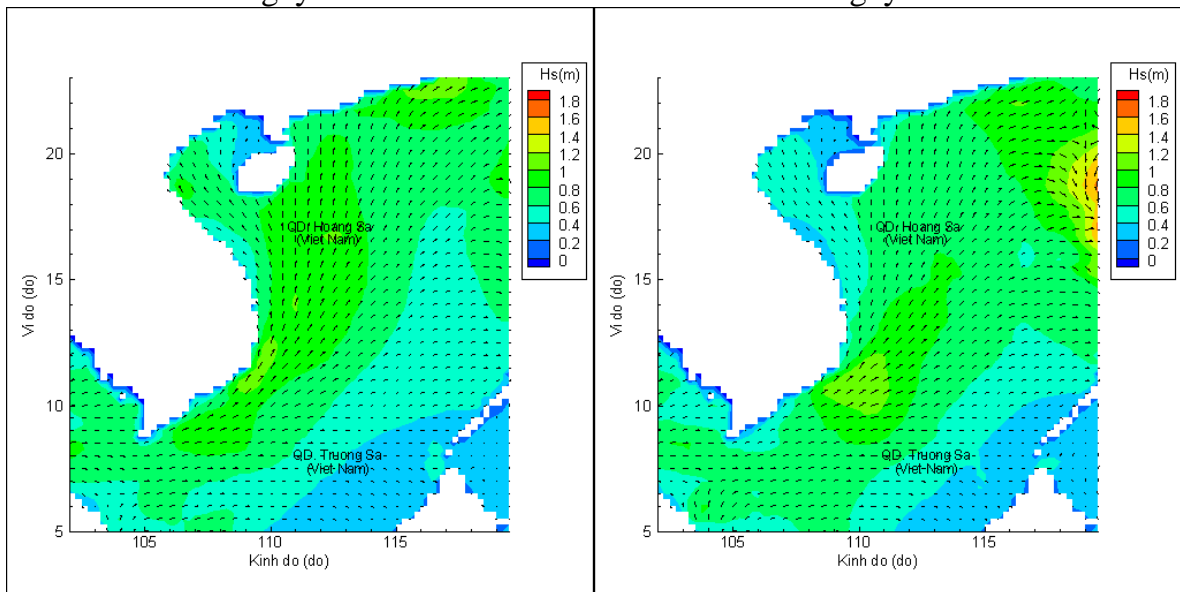 Hs(m)
1.8
1.6
1.4
1.2
1
0.8
0.6
0.4
0.2
0
20
15
10
5
Vi do (do)
QD. Hoang Sa
(Viet Nam)
QD. Truong Sa
(Viet Nam)
105
110
115
Kinh do (do)
Hs(m)
1.8
1.6
1.4
1.2
1
0.8
0.6
0.4
0.2
0
20
15
10
5
Vi do (do)
QD. Hoang Sa
(Viet Nam)
QD. Truong Sa
(Viet Nam)
105
110
115
Kinh do (do)